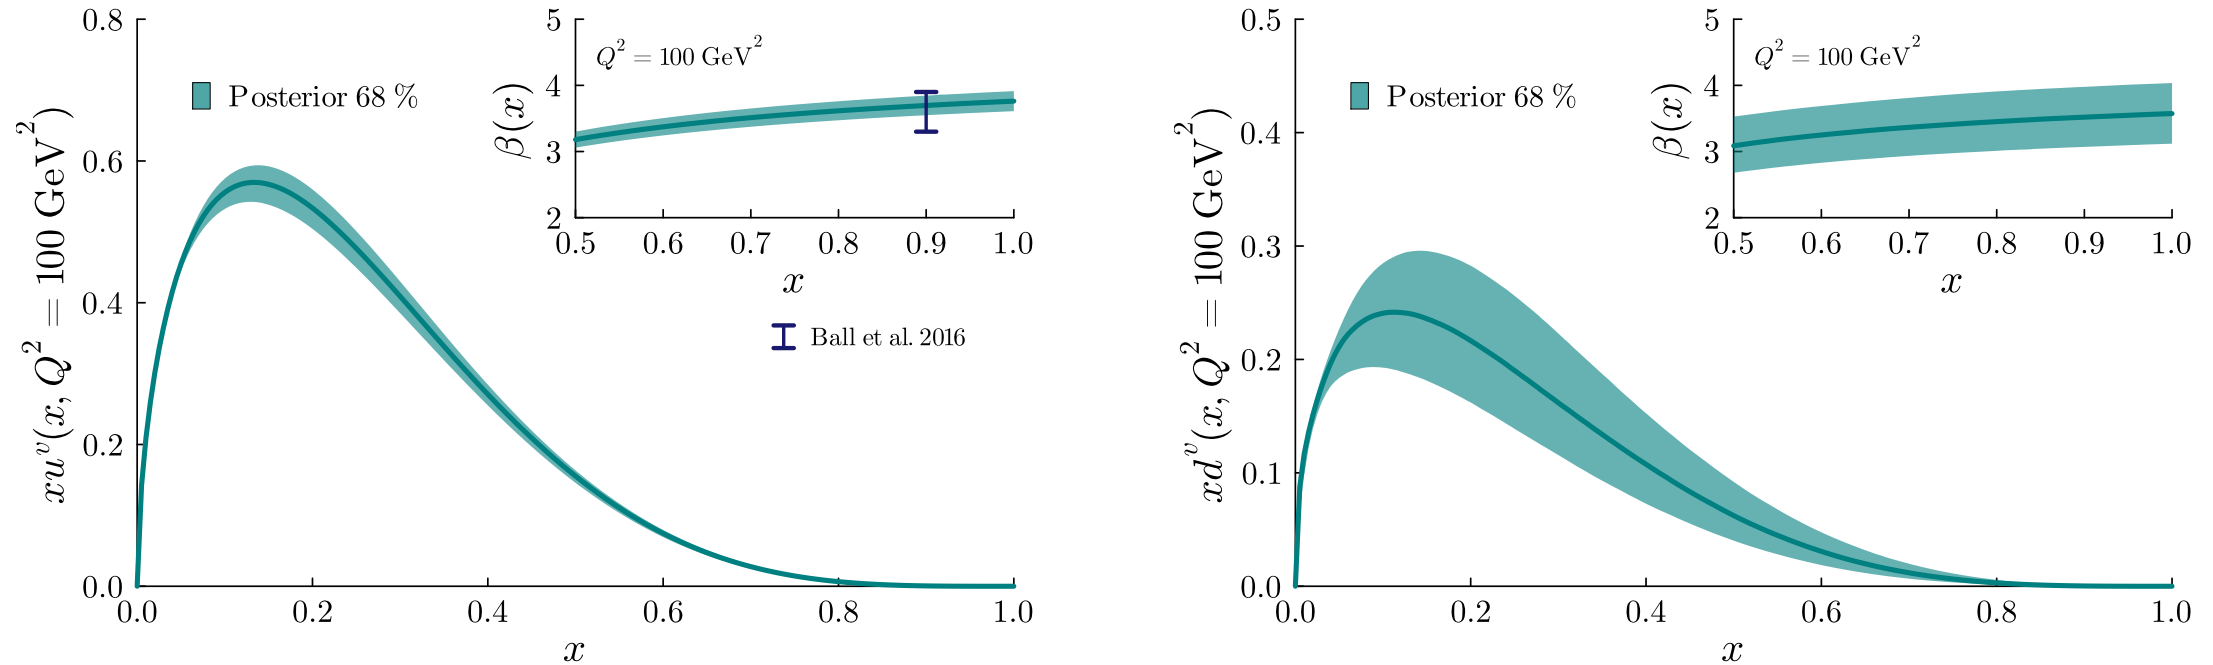 0.8
0.6
0.4
0.2
0.0
xu^v(x, Q^2 = 100 GeV^2)
Posterior 68 %
0.0 0.2 0.4 0.6 0.8 1.0
x
5
4
3
2
β(x)
Q^2 = 100 GeV^2
0.5 0.6 0.7 0.8 0.9 1.0
x
Ball et al. 2016
0.5
0.4
0.3
0.2
0.1
0.0
xd^v(x, Q^2 = 100 GeV^2)
Posterior 68 %
0.0 0.2 0.4 0.6 0.8 1.0
x
5
4
3
2
β(x)
Q^2 = 100 GeV^2
0.5 0.6 0.7 0.8 0.9 1.0
x